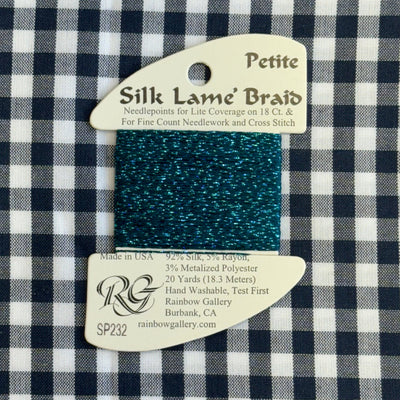 Petite
Silk Lame' Braid
Needlepoints for Lite Coverage on 18 Ct. &
For Fine Count Needlework and Cross Stitch
Made in USA 92% Silk, 5% Rayon,
3% Metalized Polyester
20 Yards (18.3 Meters)
Hand Washable, Test First
Rainbow Gallery
Burbank, CA
rainbowgallery.com
RG
SP232